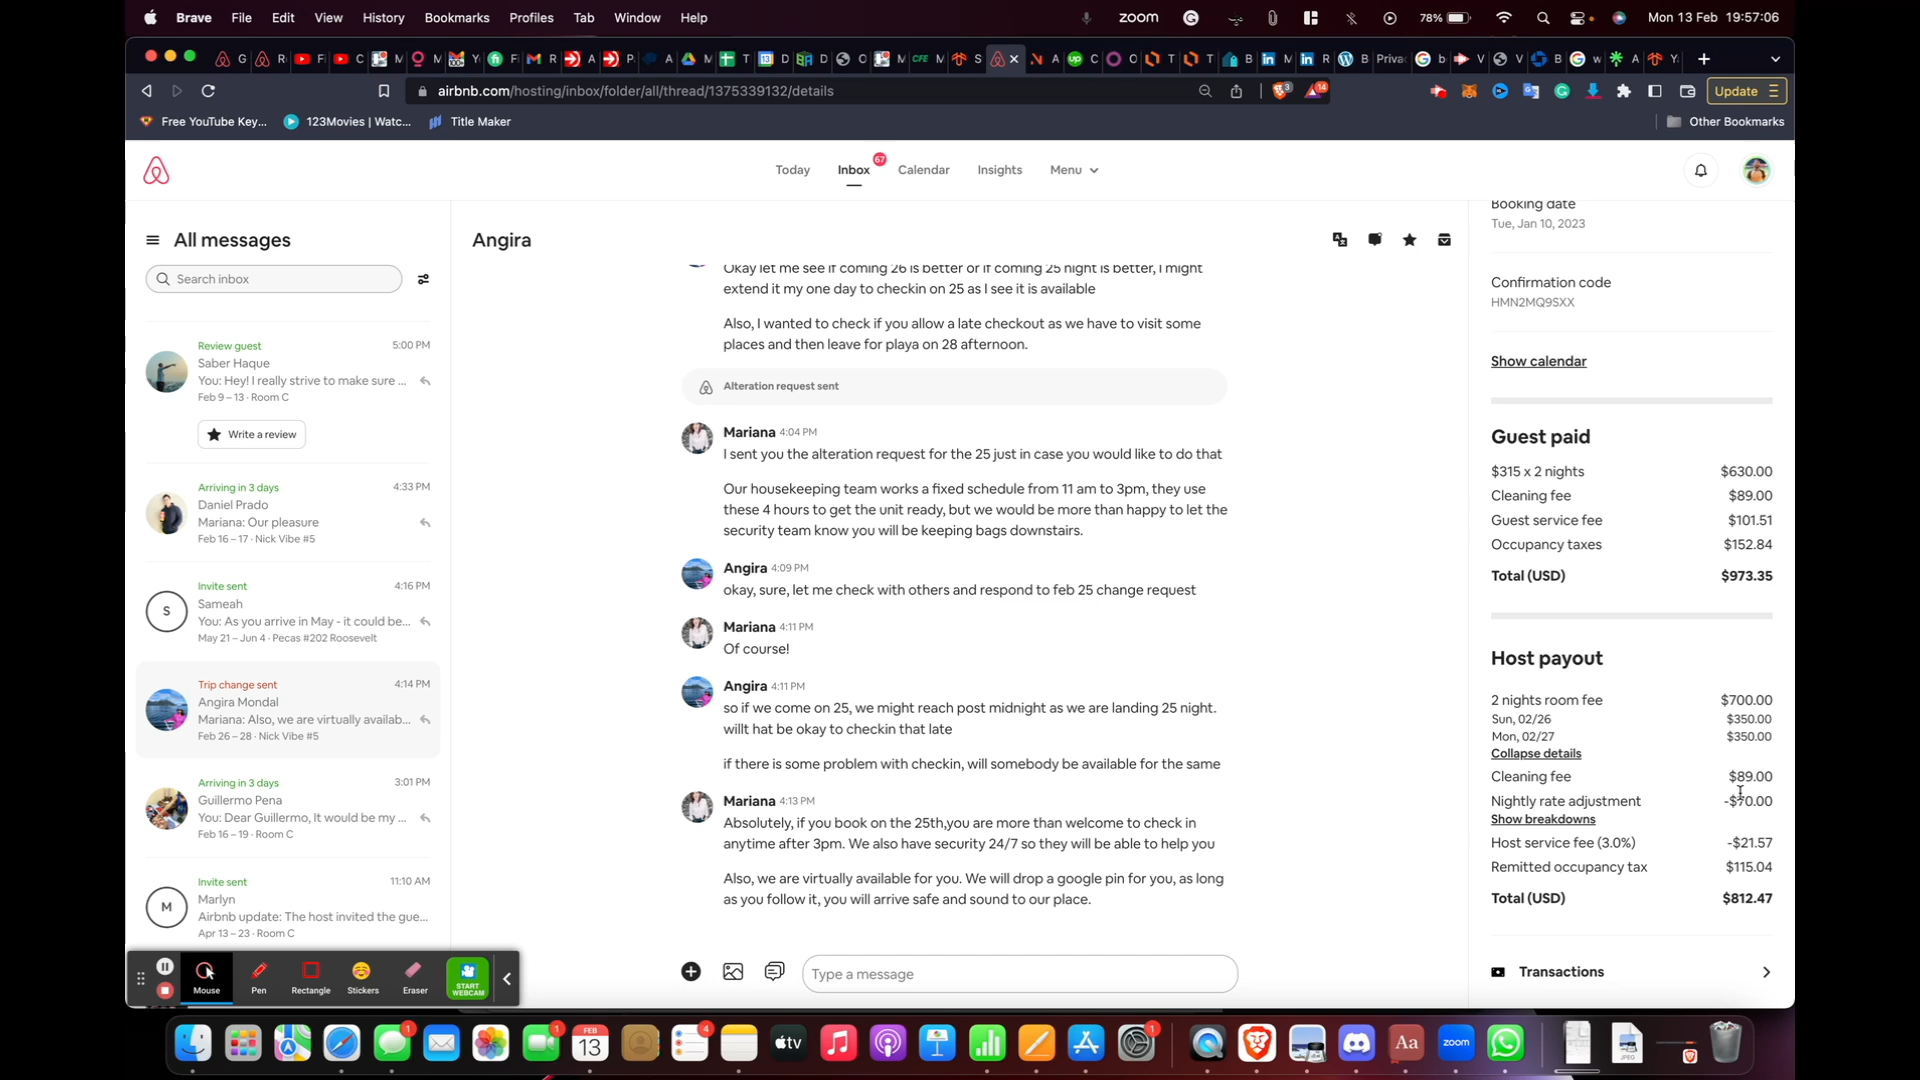 Brave File Edit View History Bookmarks Profiles Tab Window Help
zoom 78% Mon 13 Feb 19:57:06
airbnb.com/hosting/inbox/folder/all/thread/1375339132/details
Update
Free YouTube Key... 123Movies | Watc... Title Maker
Other Bookmarks
Today Inbox 67 Calendar Insights Menu
All messages
Search inbox
Review guest 5:00 PM
Saber Haque
You: Hey! I really strive to make sure ...
Feb 9 – 13 · Room C
Write a review
Arriving in 3 days 4:33 PM
Daniel Prado
Mariana: Our pleasure
Feb 16 – 17 · Nick Vibe #5
Invite sent 4:16 PM
S
Sameah
You: As you arrive in May - it could be...
May 21 – Jun 4 · Pecas #202 Roosevelt
Trip change sent 4:14 PM
Angira Mondal
Mariana: Also, we are virtually availab...
Feb 26 – 28 · Nick Vibe #5
Arriving in 3 days 3:01 PM
Guillermo Pena
You: Dear Guillermo, It would be my ...
Feb 16 – 19 · Room C
Invite sent 11:10 AM
M
Marlyn
Airbnb update: The host invited the gue...
Apr 13 – 23 · Room C
Angira
Okay let me see if coming 26 is better or if coming 25 night is better, I might
extend it my one day to checkin on 25 as I see it is available
Also, I wanted to check if you allow a late checkout as we have to visit some
places and then leave for playa on 28 afternoon.
Alteration request sent
Mariana 4:04 PM
I sent you the alteration request for the 25 just in case you would like to do that
Our housekeeping team works a fixed schedule from 11 am to 3pm, they use
these 4 hours to get the unit ready, but we would be more than happy to let the
security team know you will be keeping bags downstairs.
Angira 4:09 PM
okay, sure, let me check with others and respond to feb 25 change request
Mariana 4:11 PM
Of course!
Angira 4:11 PM
so if we come on 25, we might reach post midnight as we are landing 25 night.
willt hat be okay to checkin that late
if there is some problem with checkin, will somebody be available for the same
Mariana 4:13 PM
Absolutely, if you book on the 25th,you are more than welcome to check in
anytime after 3pm. We also have security 24/7 so they will be able to help you
Also, we are virtually available for you. We will drop a google pin for you, as long
as you follow it, you will arrive safe and sound to our place.
Type a message
Booking date
Tue, Jan 10, 2023
Confirmation code
HMN2MQ9SXX
Show calendar
Guest paid
$315 x 2 nights $630.00
Cleaning fee $89.00
Guest service fee $101.51
Occupancy taxes $152.84
Total (USD) $973.35
Host payout
2 nights room fee $700.00
Sun, 02/26 $350.00
Mon, 02/27 $350.00
Collapse details
Cleaning fee $89.00
Nightly rate adjustment -$70.00
Show breakdowns
Host service fee (3.0%) -$21.57
Remitted occupancy tax $115.04
Total (USD) $812.47
Transactions
Mouse Pen Rectangle Stickers Eraser START WEBCAM
FEB
13
tv
Aa
zoom
JPEG